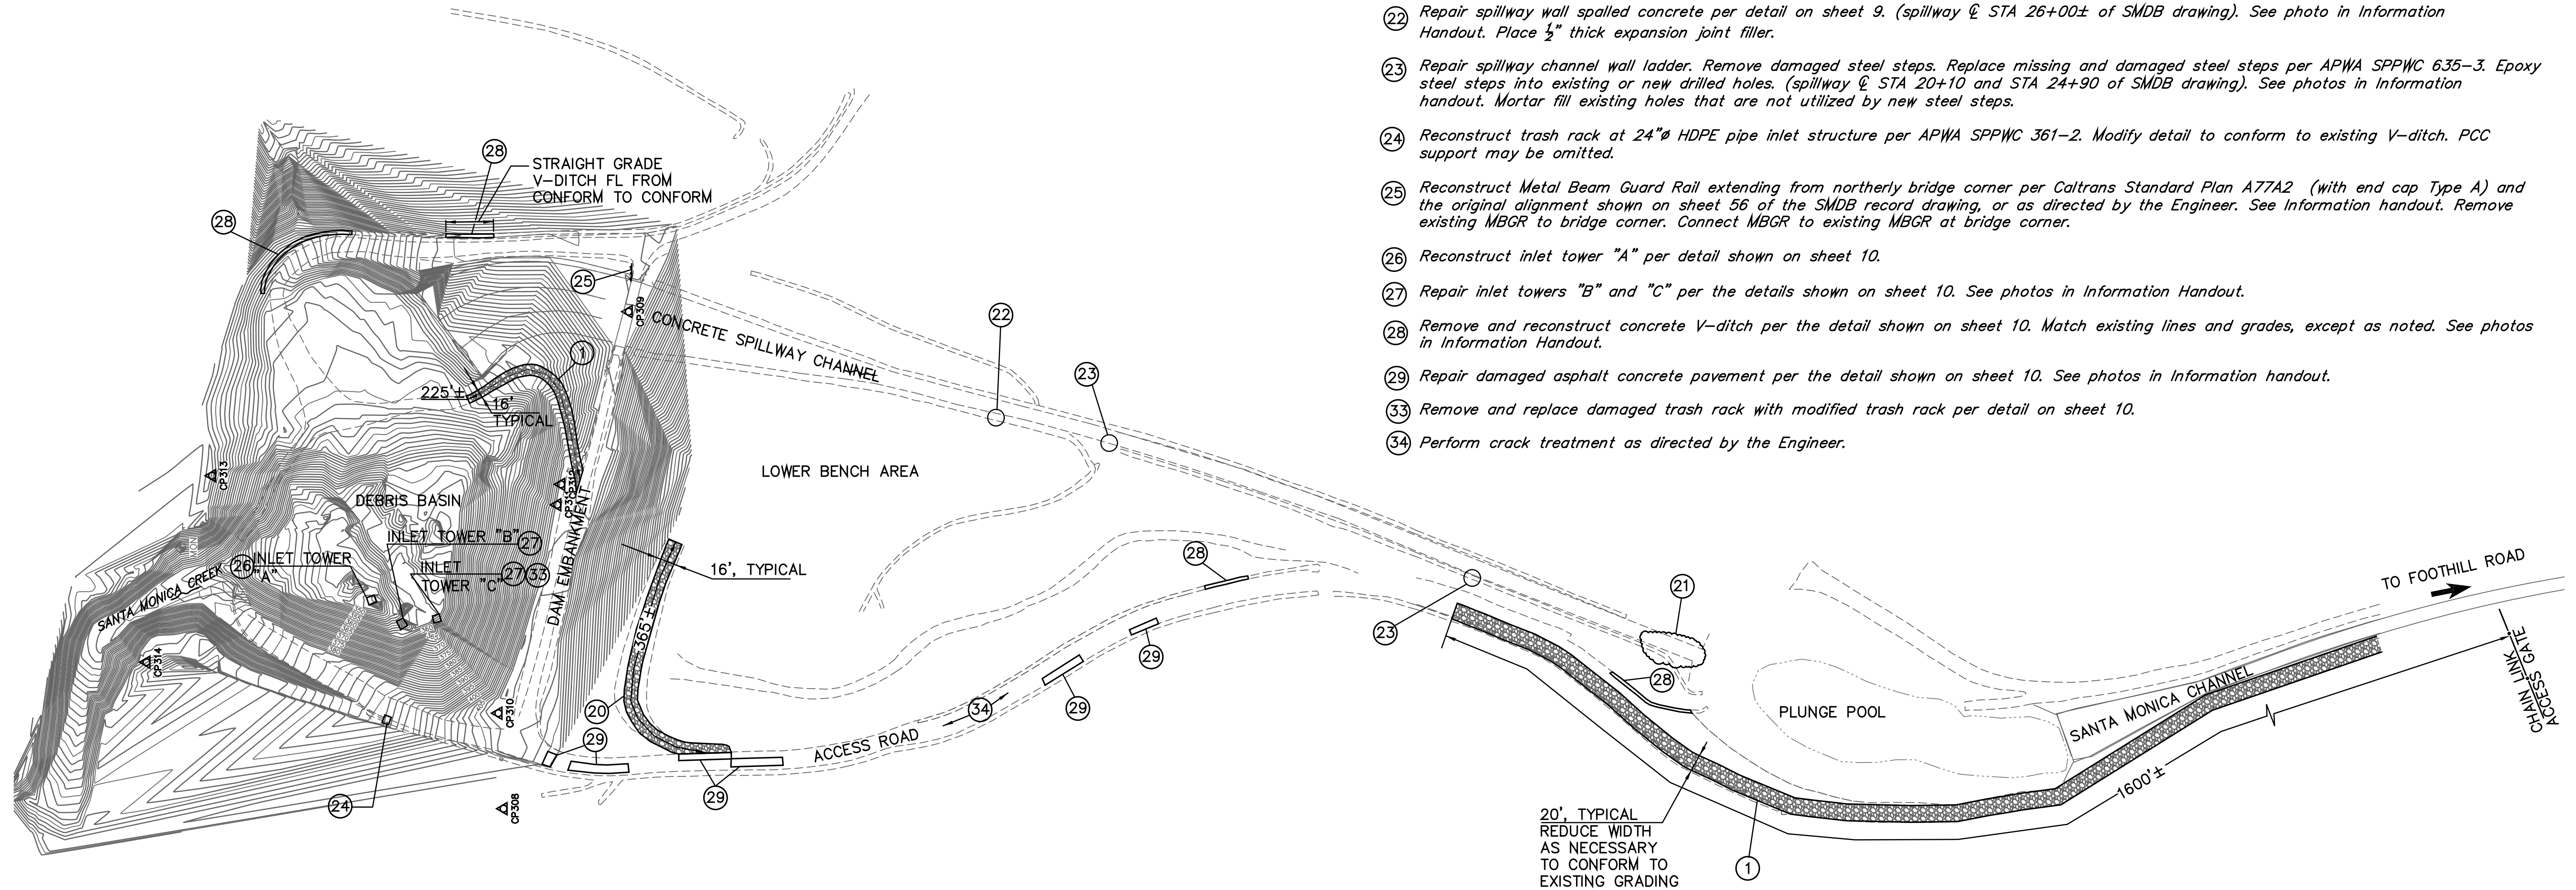 22 Repair spillway wall spalled concrete per detail on sheet 9. (spillway ℄ STA 26+00± of SMDB drawing). See photo in Information
Handout. Place ½" thick expansion joint filler.
23 Repair spillway channel wall ladder. Remove damaged steel steps. Replace missing and damaged steel steps per APWA SPPWC 635-3. Epoxy
steel steps into existing or new drilled holes. (spillway ℄ STA 20+10 and STA 24+90 of SMDB drawing). See photos in Information
handout. Mortar fill existing holes that are not utilized by new steel steps.
24 Reconstruct trash rack at 24"ø HDPE pipe inlet structure per APWA SPPWC 361-2. Modify detail to conform to existing V-ditch. PCC
support may be omitted.
25 Reconstruct Metal Beam Guard Rail extending from northerly bridge corner per Caltrans Standard Plan A77A2 (with end cap Type A) and
the original alignment shown on sheet 56 of the SMDB record drawing, or as directed by the Engineer. See Information handout. Remove
existing MBGR to bridge corner. Connect MBGR to existing MBGR at bridge corner.
26 Reconstruct inlet tower "A" per detail shown on sheet 10.
27 Repair inlet towers "B" and "C" per the details shown on sheet 10. See photos in Information Handout.
28 Remove and reconstruct concrete V-ditch per the detail shown on sheet 10. Match existing lines and grades, except as noted. See photos
in Information Handout.
29 Repair damaged asphalt concrete pavement per the detail shown on sheet 10. See photos in Information handout.
33 Remove and replace damaged trash rack with modified trash rack per detail on sheet 10.
34 Perform crack treatment as directed by the Engineer.
28
STRAIGHT GRADE
V-DITCH FL FROM
CONFORM TO CONFORM
28
25
CP309
CONCRETE SPILLWAY CHANNEL
22
23
1
225'±
16'
TYPICAL
LOWER BENCH AREA
CP313
CP312
CP311
DEBRIS BASIN
DAM EMBANKMENT
INLET TOWER "B" 27
26 INLET TOWER
"A"
INLET
TOWER "C" 27 33
SANTA MONICA CREEK
16', TYPICAL
365'±
28
23
21
TO FOOTHILL ROAD
CP314
29
28
CHAIN LINK
ACCESS GATE
20
CP310
34
29
PLUNGE POOL
SANTA MONICA CHANNEL
29
ACCESS ROAD
1600'±
24
CP308
29
20', TYPICAL
REDUCE WIDTH
AS NECESSARY
TO CONFORM TO
EXISTING GRADING
1